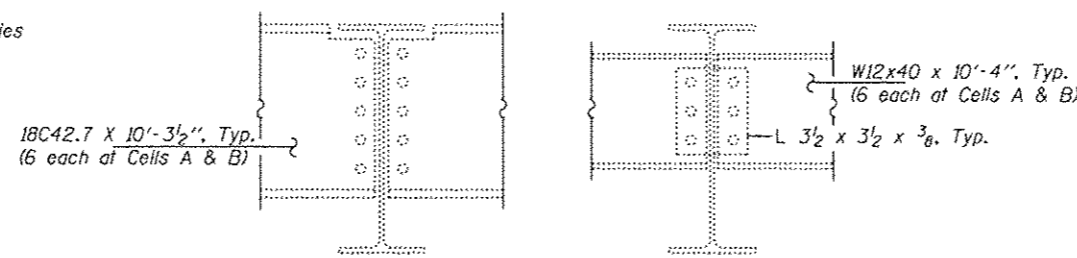 18C42.7 X 10'-3½", Typ.
(6 each at Cells A & B)
W12x40 x 10'-4", Typ.
(6 each at Cells A & B)
L 3½ x 3½ x ⅜, Typ.